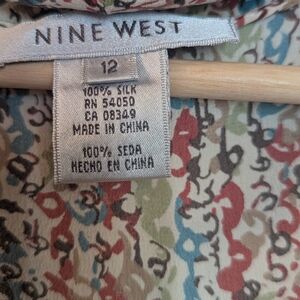 NINE WEST
12
100% SILK
RN 54050
CA 08349
MADE IN CHINA
100% SEDA
HECHO EN CHINA